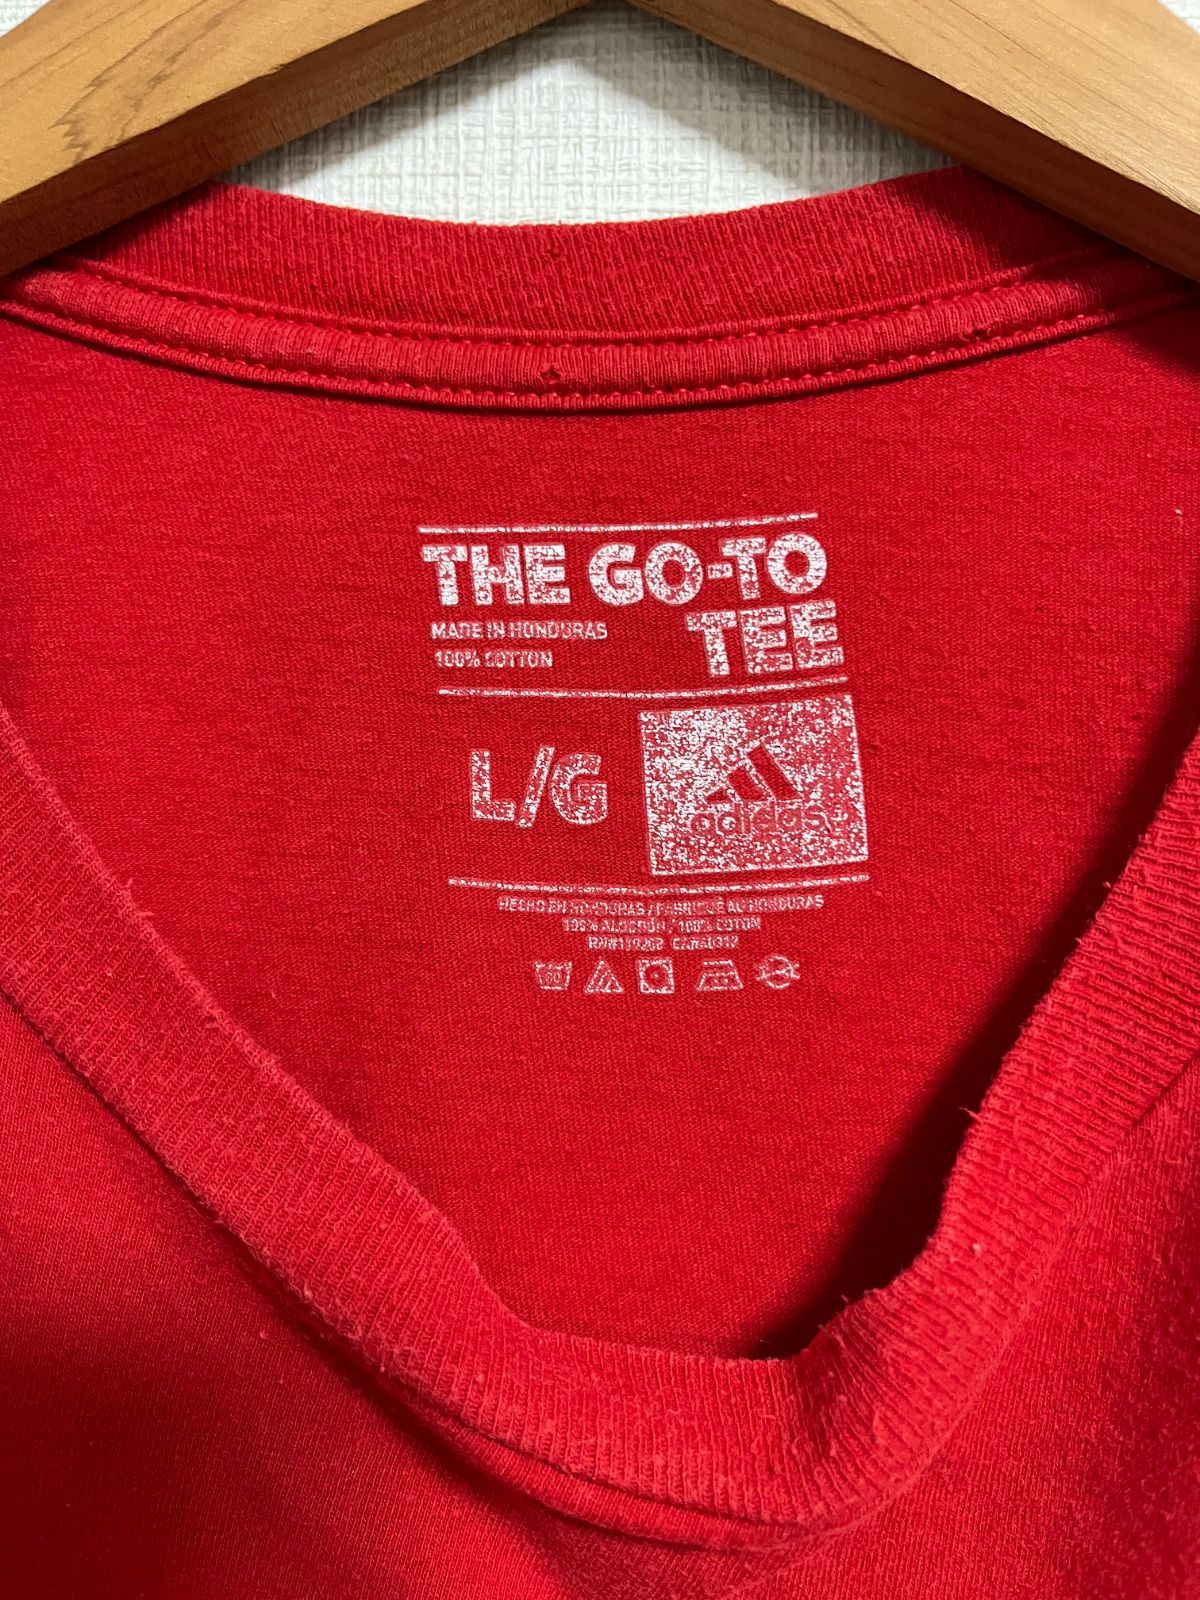 THE GO-TO
TEE
MADE IN HONDURAS
100% COTTON
L/G
adidas
HECHO EN HONDURAS / FABRIQUÉ AU HONDURAS
100% ALGODÓN / 100% COTON